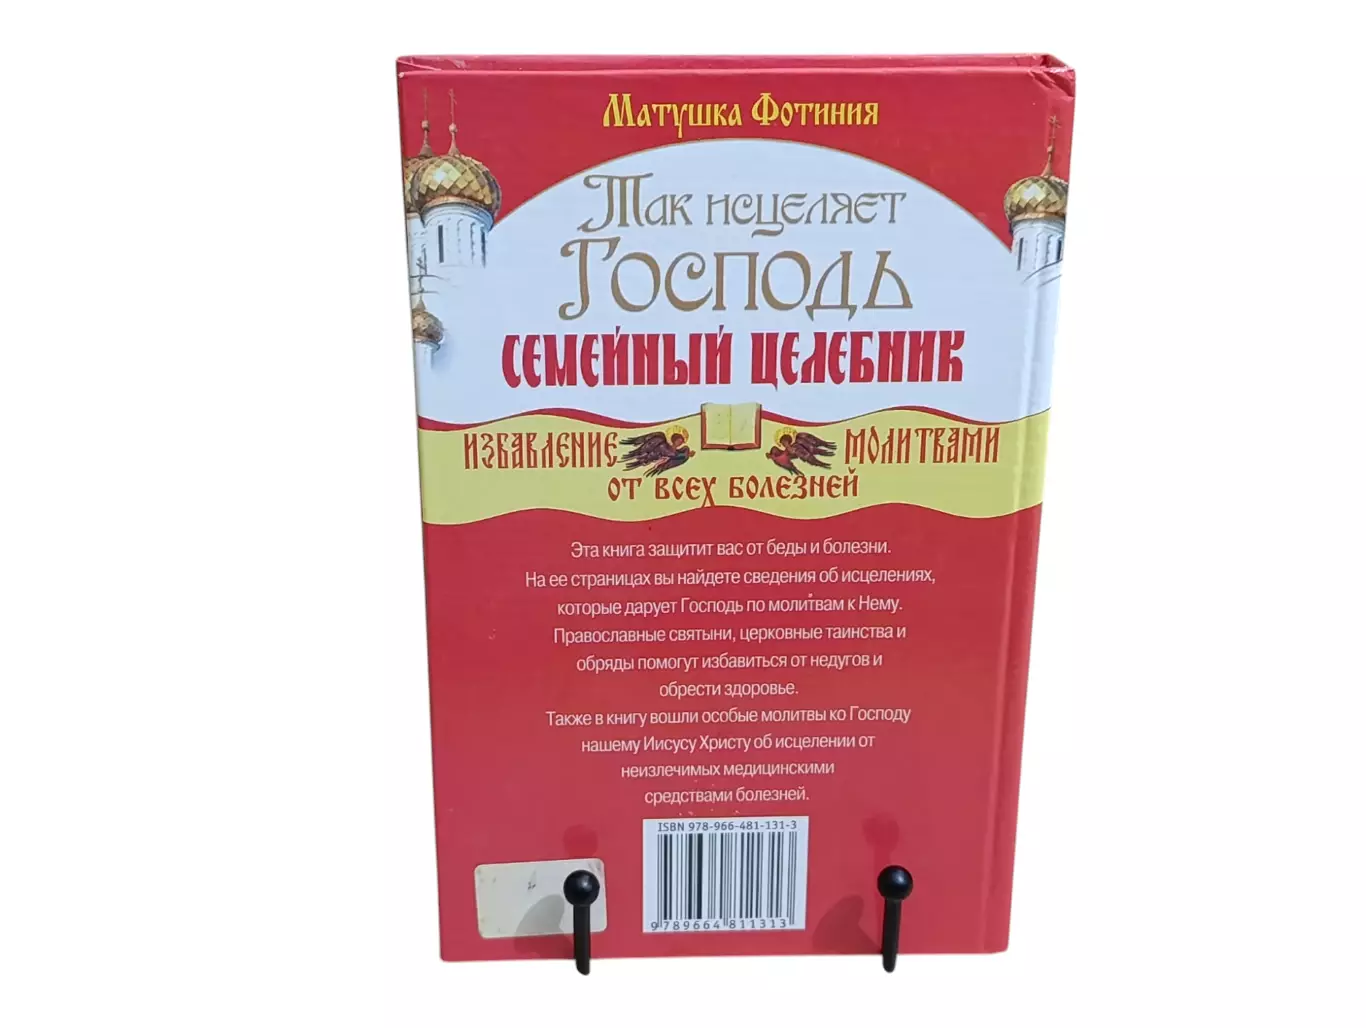 Матушка Фотиния
Так исцеляет
Господь
СЕМЕЙНЫЙ ЦЕЛЕБНИК
ИЗБАВЛЕНИЕ МОЛИТВАМИ
ОТ ВСЕХ БОЛЕЗНЕЙ
Эта книга защитит вас от беды и болезни.
На ее страницах вы найдете сведения об исцелениях,
которые дарует Господь по молитвам к Нему.
Православные святыни, церковные таинства и
обряды помогут избавиться от недугов и
обрести здоровье.
Также в книгу вошли особые молитвы ко Господу
нашему Иисусу Христу об исцелении от
неизлечимых медицинскими
средствами болезней.
ISBN 978-966-481-131-3
9 789664 811313